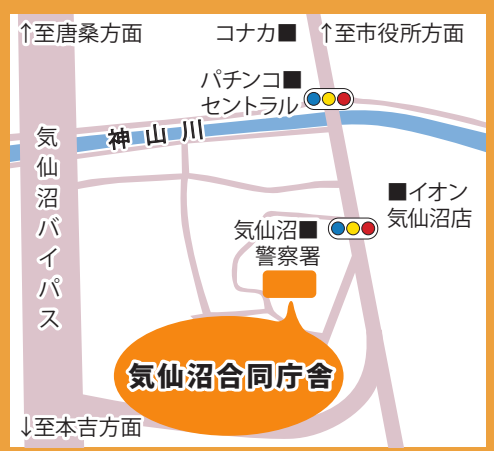 ↑至唐桑方面
コナカ■
↑至市役所方面
パチンコ■
セントラル
神山川
気仙沼バイパス
■イオン
気仙沼店
気仙沼■
警察署
気仙沼合同庁舎
↓至本吉方面